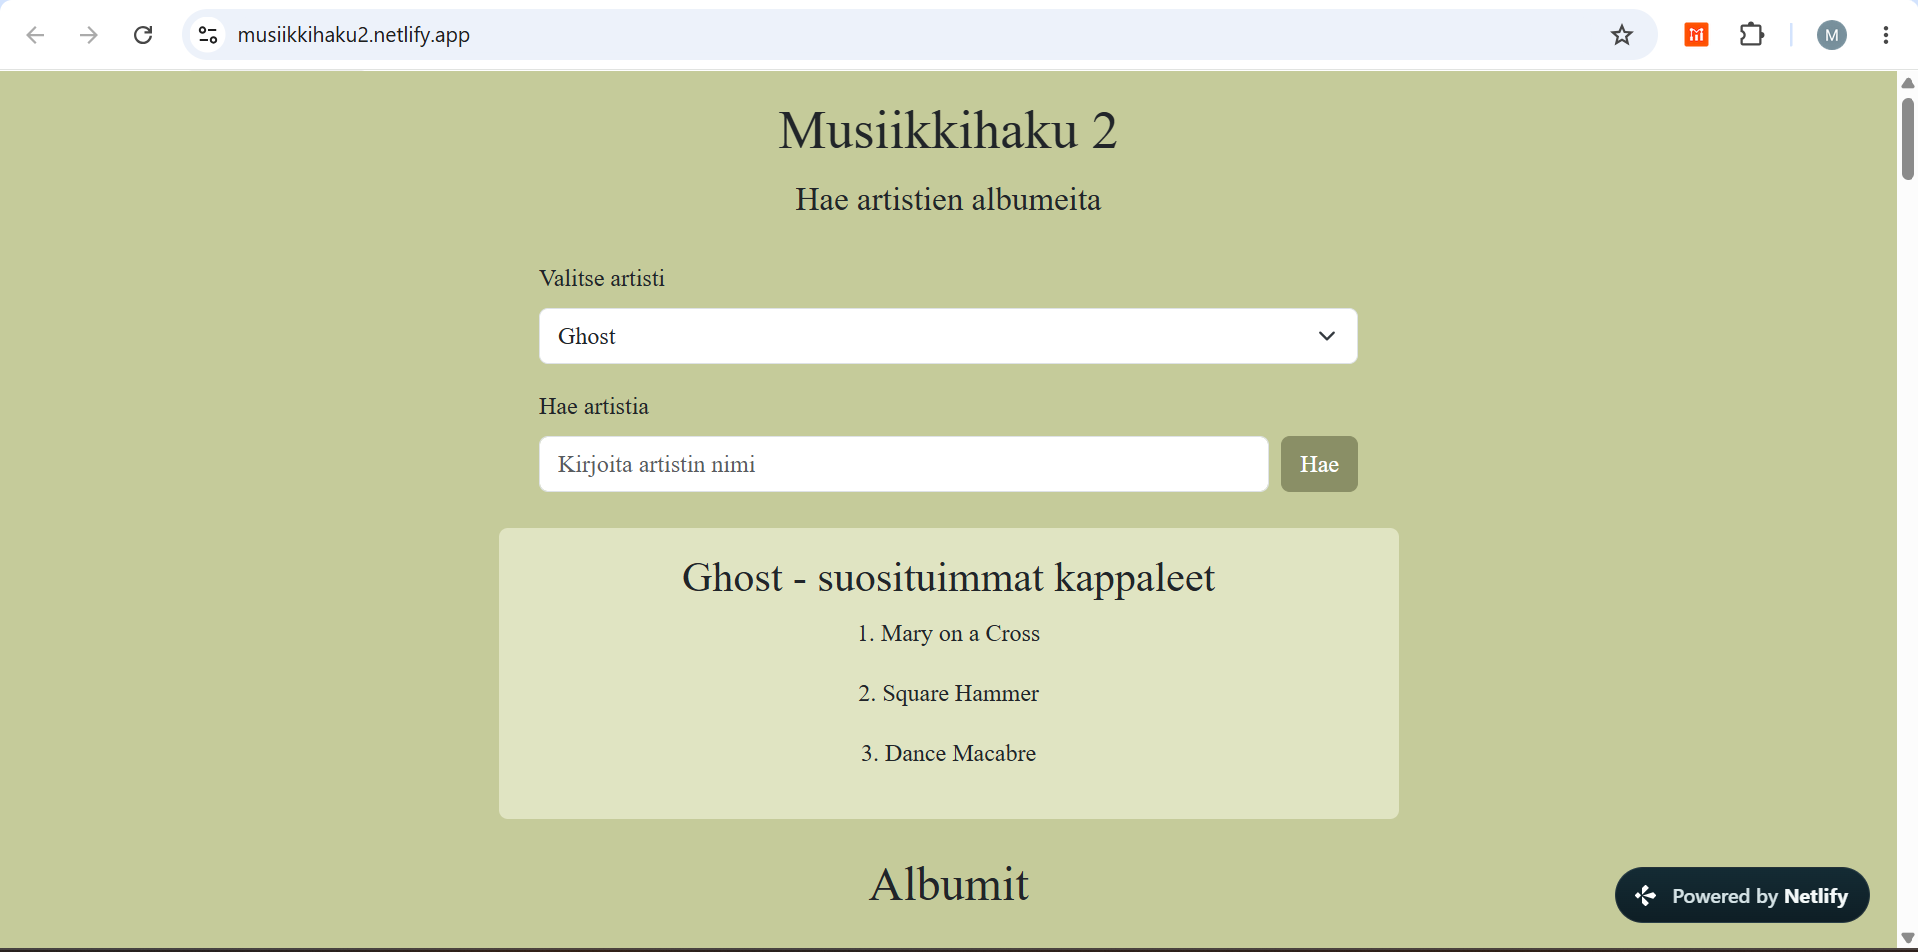 musiikkihaku2.netlify.app
M
Musiikkihaku 2
Hae artistien albumeita
Valitse artisti
Ghost
Hae artistia
Kirjoita artistin nimi
Hae
Ghost - suosituimmat kappaleet
1. Mary on a Cross
2. Square Hammer
3. Dance Macabre
Albumit
Powered by Netlify